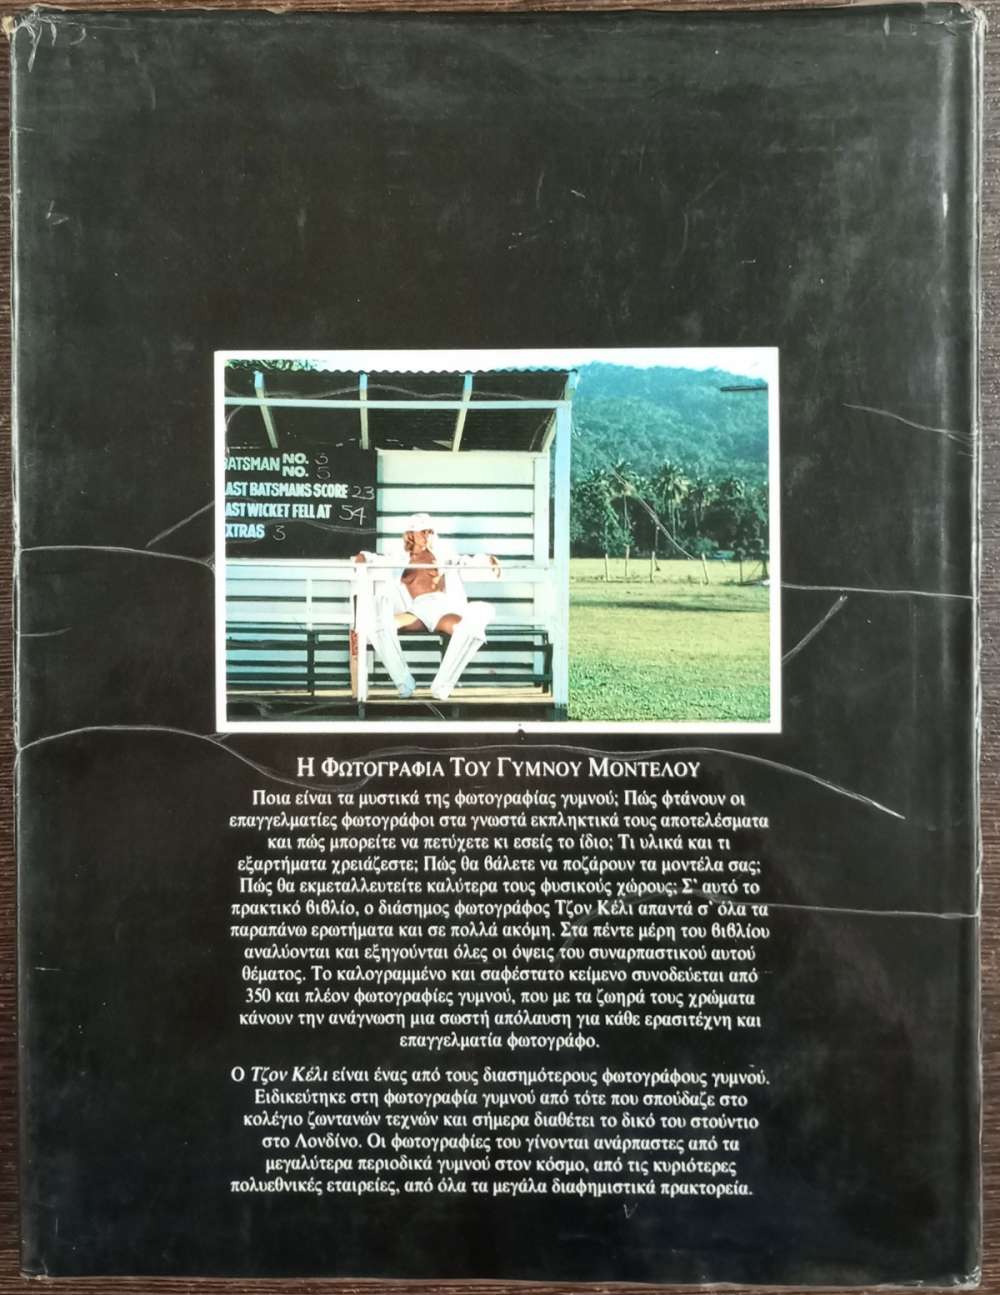 BATSMAN NO. 6
NO. 5
LAST BATSMANS SCORE 23
LAST WICKET FELL AT 54
EXTRAS 3
Η ΦΩΤΟΓΡΑΦΙΑ ΤΟΥ ΓΥΜΝΟΥ ΜΟΝΤΕΛΟΥ
Ποια είναι τα μυστικά της φωτογραφίας γυμνού; Πώς φτάνουν οι
επαγγελματίες φωτογράφοι στα γνωστά εκπληκτικά τους αποτελέσματα
και πώς μπορείτε να πετύχετε κι εσείς το ίδιο; Τι υλικά και τι
εξαρτήματα χρειάζεστε; Πώς θα βάλετε να ποζάρουν τα μοντέλα σας;
Πώς θα εκμεταλλευτείτε καλύτερα τους φυσικούς χώρους; Σ' αυτό το
πρακτικό βιβλίο, ο διάσημος φωτογράφος Τζον Κέλι απαντά σ' όλα τα
παραπάνω ερωτήματα και σε πολλά ακόμη. Στα πέντε μέρη του βιβλίου
αναλύονται και εξηγούνται όλες οι όψεις του συναρπαστικού αυτού
θέματος. Το καλογραμμένο και σαφέστατο κείμενο συνοδεύεται από
350 και πλέον φωτογραφίες γυμνού, που με τα ζωηρά τους χρώματα
κάνουν την ανάγνωση μια σωστή απόλαυση για κάθε ερασιτέχνη και
επαγγελματία φωτογράφο.
Ο Τζον Κέλι είναι ένας από τους διασημότερους φωτογράφους γυμνού.
Ειδικεύτηκε στη φωτογραφία γυμνού από τότε που σπούδαζε στο
κολέγιο ζωντανών τεχνών και σήμερα διαθέτει το δικό του στούντιο
στο Λονδίνο. Οι φωτογραφίες του γίνονται ανάρπαστες από τα
μεγαλύτερα περιοδικά γυμνού στον κόσμο, από τις κυριότερες
πολυεθνικές εταιρείες, από όλα τα μεγάλα διαφημιστικά πρακτορεία.